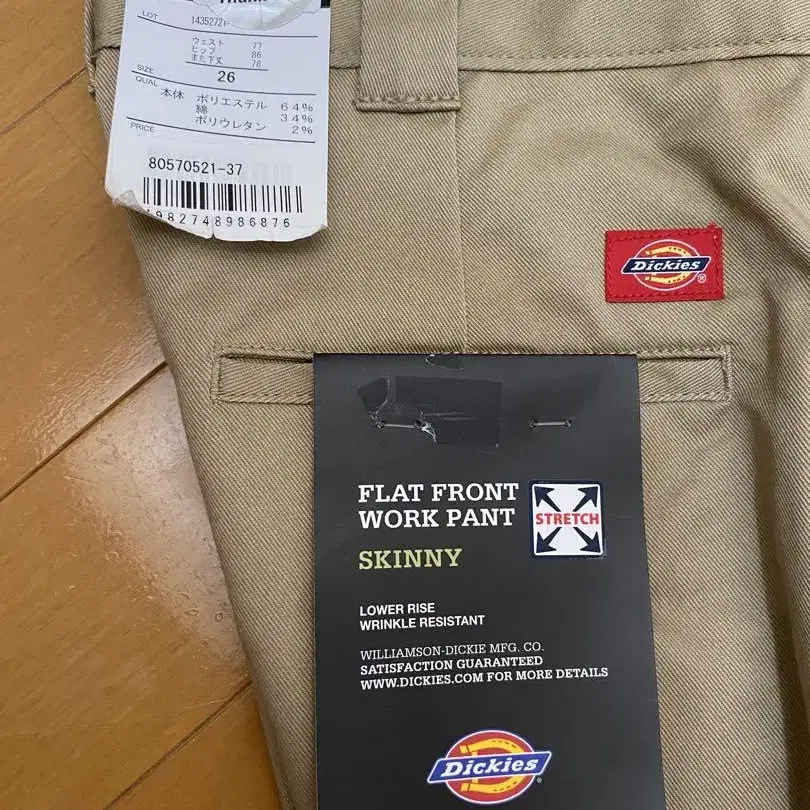 LOT 14352721-
ウェスト 77
ヒップ 86
また下丈 78
SIZE 26
QUAL
本体 ポリエステル 64%
綿 34%
ポリウレタン 2%
PRICE
80570521-37
982748986876
Dickies
®
FLAT FRONT
WORK PANT
STRETCH
SKINNY
LOWER RISE
WRINKLE RESISTANT
WILLIAMSON-DICKIE MFG. CO.
SATISFACTION GUARANTEED
WWW.DICKIES.COM FOR MORE DETAILS
Dickies
®